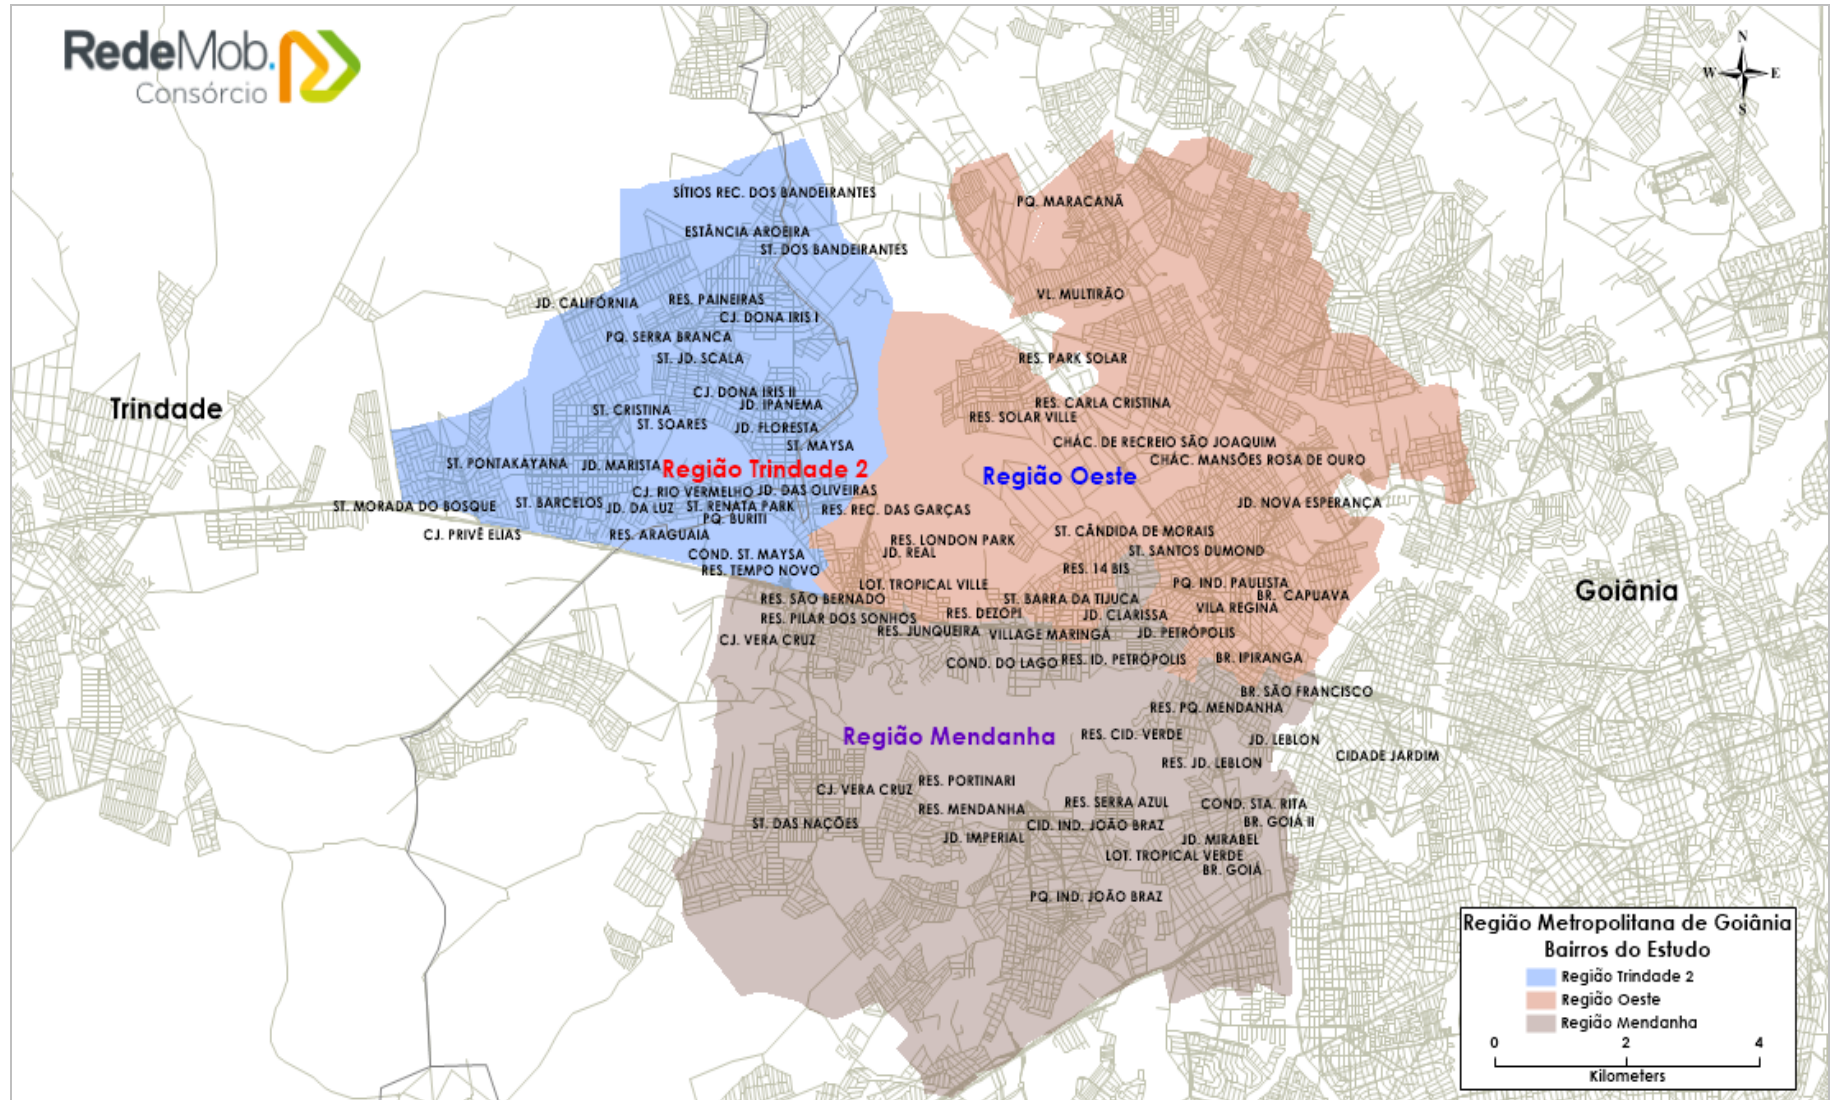 RedeMob.
Consórcio
N
W
E
S
SÍTIOS REC. DOS BANDEIRANTES
PQ. MARACANÃ
ESTÂNCIA AROEIRA
ST. DOS BANDEIRANTES
JD. CALIFÓRNIA
RES. PAINEIRAS
VL. MULTIRÃO
CJ. DONA IRIS I
PQ. SERRA BRANCA
ST. JD. SCALA
RES. PARK SOLAR
CJ. DONA IRIS II
JD. IPANEMA
RES. CARLA CRISTINA
Trindade
ST. CRISTINA
RES. SOLAR VILLE
ST. SOARES
JD. FLORESTA
ST. MAYSA
CHÁC. DE RECREIO SÃO JOAQUIM
CHÁC. MANSÕES ROSA DE OURO
ST. PONTAKAYANA
JD. MARISTA
Região Trindade 2
Região Oeste
CJ. RIO VERMELHO
JD. DAS OLIVEIRAS
ST. MORADA DO BOSQUE
ST. BARCELOS
JD. DA LUZ
ST. RENATA PARK
RES. REC. DAS GARÇAS
JD. NOVA ESPERANÇA
PQ. BURITI
CJ. PRIVÊ ELIAS
RES. ARAGUAIA
RES. LONDON PARK
ST. CÂNDIDA DE MORAIS
COND. ST. MAYSA
JD. REAL
ST. SANTOS DUMOND
RES. TEMPO NOVO
RES. 14 BIS
LOT. TROPICAL VILLE
PQ. IND. PAULISTA
Goiânia
RES. SÃO BERNADO
ST. BARRA DA TIJUCA
BR. CAPUAVA
RES. PILAR DOS SONHOS
RES. DEZOPI
JD. CLARISSA
VILA REGINA
CJ. VERA CRUZ
RES. JUNQUEIRA
VILLAGE MARINGÁ
JD. PETRÓPOLIS
COND. DO LAGO
RES. ID. PETRÓPOLIS
BR. IPIRANGA
BR. SÃO FRANCISCO
RES. PQ. MENDANHA
Região Mendanha
RES. CID. VERDE
JD. LEBLON
CIDADE JARDIM
RES. JD. LEBLON
RES. PORTINARI
CJ. VERA CRUZ
RES. MENDANHA
RES. SERRA AZUL
COND. STA. RITA
ST. DAS NAÇÕES
CID. IND. JOÃO BRAZ
BR. GOIÁ II
JD. IMPERIAL
JD. MIRABEL
LOT. TROPICAL VERDE
BR. GOIÁ
PQ. IND. JOÃO BRAZ
Região Metropolitana de Goiânia
Bairros do Estudo
Região Trindade 2
Região Oeste
Região Mendanha
0 2 4
Kilometers